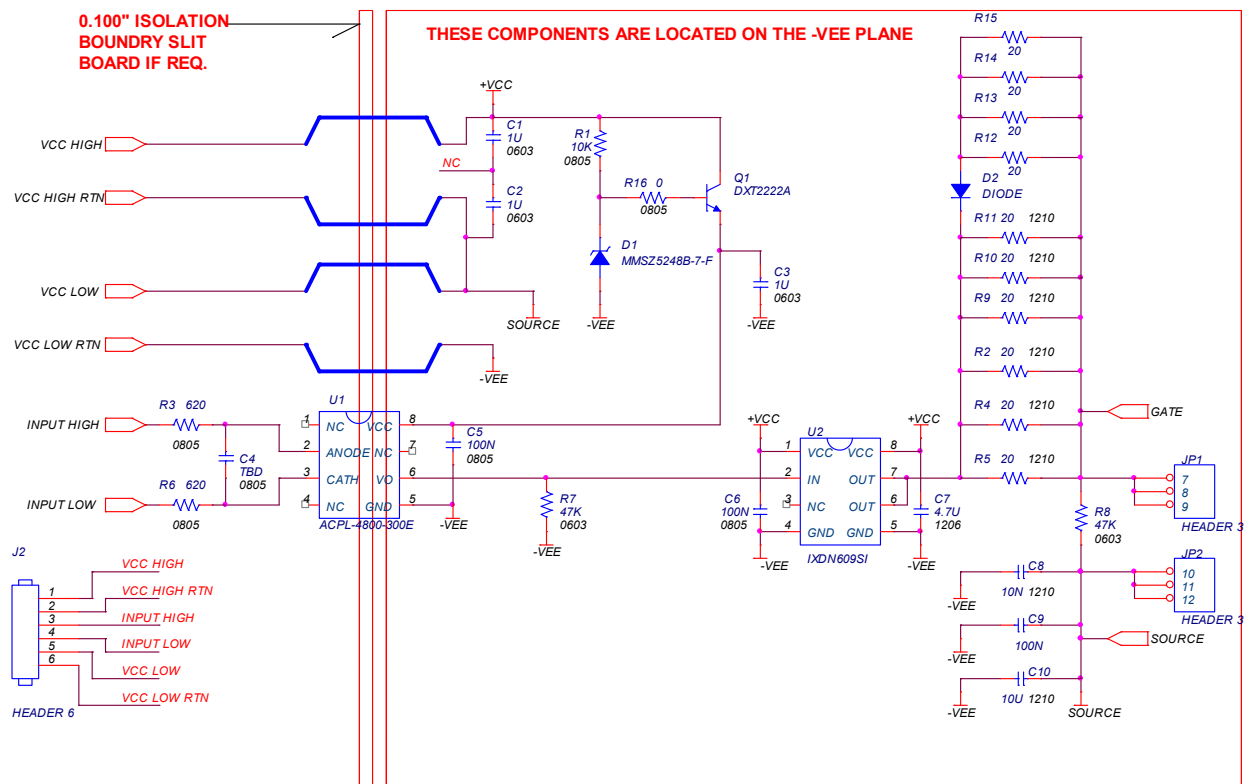 0.100" ISOLATION
BOUNDRY SLIT
BOARD IF REQ.
THESE COMPONENTS ARE LOCATED ON THE -VEE PLANE
R15
20
R14
20
R13
20
R12
20
D2
DIODE
R11 20 1210
R10 20 1210
R9 20 1210
R2 20 1210
R4 20 1210
R5 20 1210
+VCC
VCC HIGH
C1
1U
0603
NC
C2
1U
0603
R1
10K
0805
R16 0
0805
Q1
DXT2222A
VCC HIGH RTN
D1
MMSZ5248B-7-F
-VEE
C3
1U
0603
-VEE
VCC LOW
SOURCE
VCC LOW RTN
-VEE
INPUT HIGH
R3 620
0805
C4
TBD
0805
INPUT LOW
R6 620
0805
U1
1 NC VCC 8
2 ANODE NC 7
3 CATH VO 6
4 NC GND 5
ACPL-4800-300E
C5
100N
0805
-VEE
R7
47K
0603
-VEE
+VCC
+VCC
U2
1 VCC VCC 8
2 IN OUT 7
3 NC OUT 6
4 GND GND 5
IXDN609SI
C6
100N
0805
-VEE
C7
4.7U
1206
-VEE
GATE
JP1
7
8
9
HEADER 3
R8
47K
0603
JP2
10
11
12
HEADER 3
C8
10N 1210
-VEE
C9
100N
-VEE
SOURCE
C10
10U 1210
-VEE
SOURCE
J2
1 VCC HIGH
2 VCC HIGH RTN
3 INPUT HIGH
4 INPUT LOW
5 VCC LOW
6 VCC LOW RTN
HEADER 6